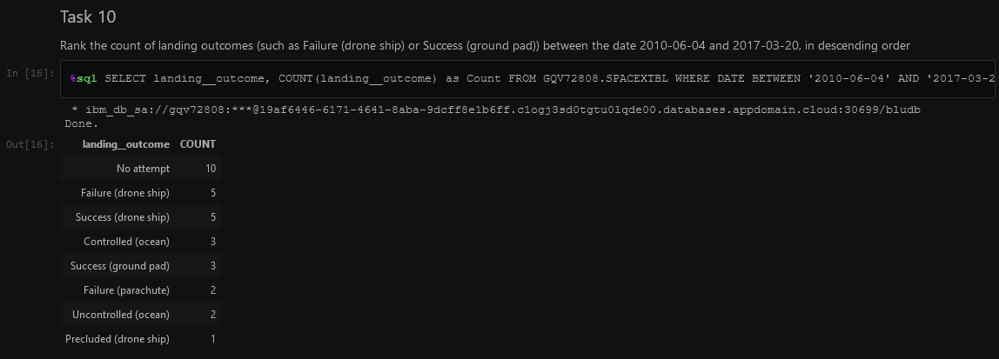 Task 10
Rank the count of landing outcomes (such as Failure (drone ship) or Success (ground pad)) between the date 2010-06-04 and 2017-03-20, in descending order
In [16]:
%sql SELECT landing__outcome, COUNT(landing__outcome) as Count FROM GQV72808.SPACEXTBL WHERE DATE BETWEEN '2010-06-04' AND '2017-03-2
* ibm_db_sa://gqv72808:***@19af6446-6171-4641-8aba-9dcff8e1b6ff.c1ogj3sd0tgtu0lqde00.databases.appdomain.cloud:30699/bludb
Done.
Out[16]:
landing__outcome COUNT
No attempt 10
Failure (drone ship) 5
Success (drone ship) 5
Controlled (ocean) 3
Success (ground pad) 3
Failure (parachute) 2
Uncontrolled (ocean) 2
Precluded (drone ship) 1